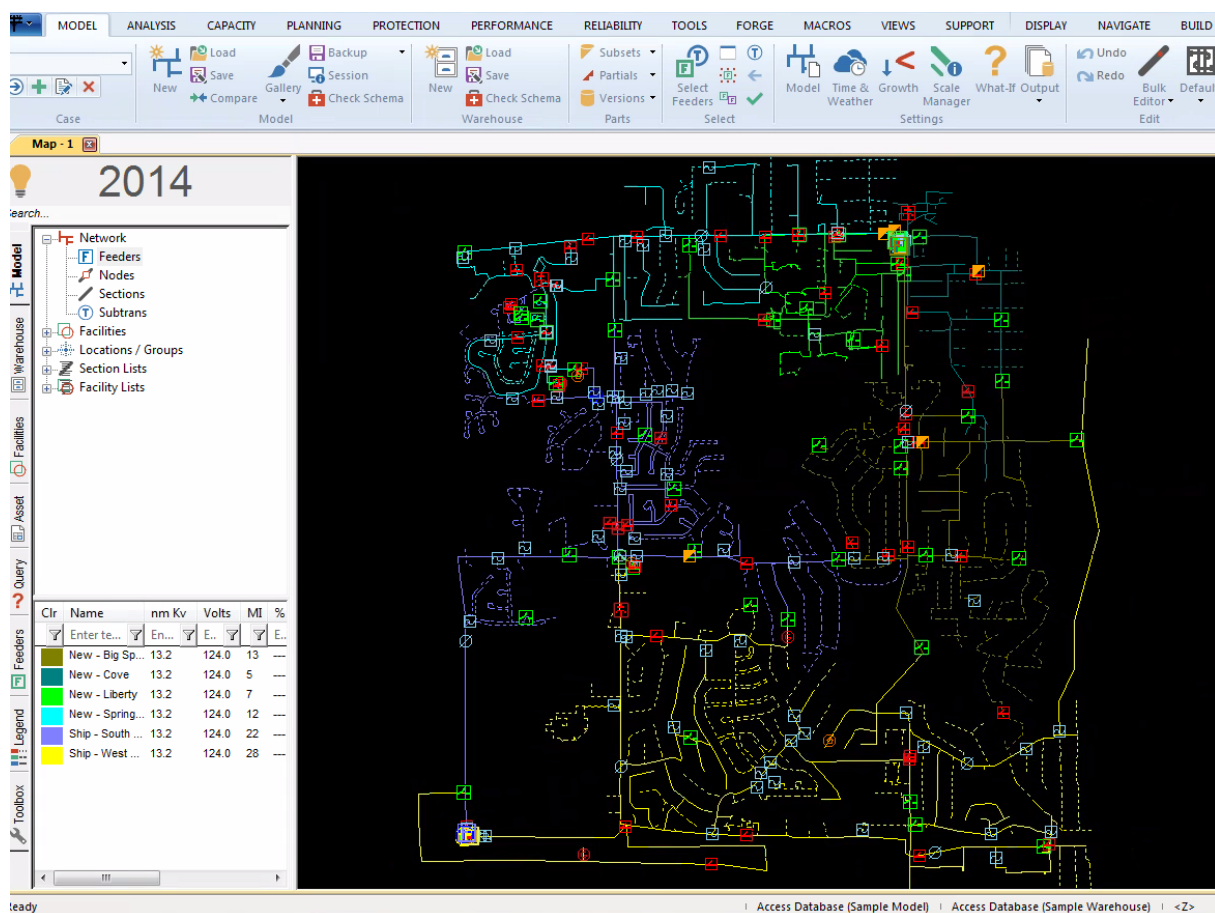 MODEL ANALYSIS CAPACITY PLANNING PROTECTION PERFORMANCE RELIABILITY TOOLS FORGE MACROS VIEWS SUPPORT DISPLAY NAVIGATE BUILD
Load Backup Load Subsets Undo
Save Session Save Partials Redo
New Compare Gallery Check Schema New Check Schema Versions Select Feeders Model Time & Weather Growth Scale Manager What-If Output Bulk Editor Defaul
Case Model Warehouse Parts Select Settings Edit
Map - 1
2014
Search...
Network
Feeders
Nodes
Sections
Subtrans
Facilities
Locations / Groups
Section Lists
Facility Lists
Model
Warehouse
Facilities
Asset
Query
Feeders
Legend
Toolbox
Clr Name nm Kv Volts MI %
Enter te... En... E.. E..
New - Big Sp... 13.2 124.0 13 ---
New - Cove 13.2 124.0 5 ---
New - Liberty 13.2 124.0 7 ---
New - Spring... 13.2 124.0 12 ---
Ship - South ... 13.2 124.0 22 ---
Ship - West ... 13.2 124.0 28 ---
Ready Access Database (Sample Model) Access Database (Sample Warehouse) <Z>